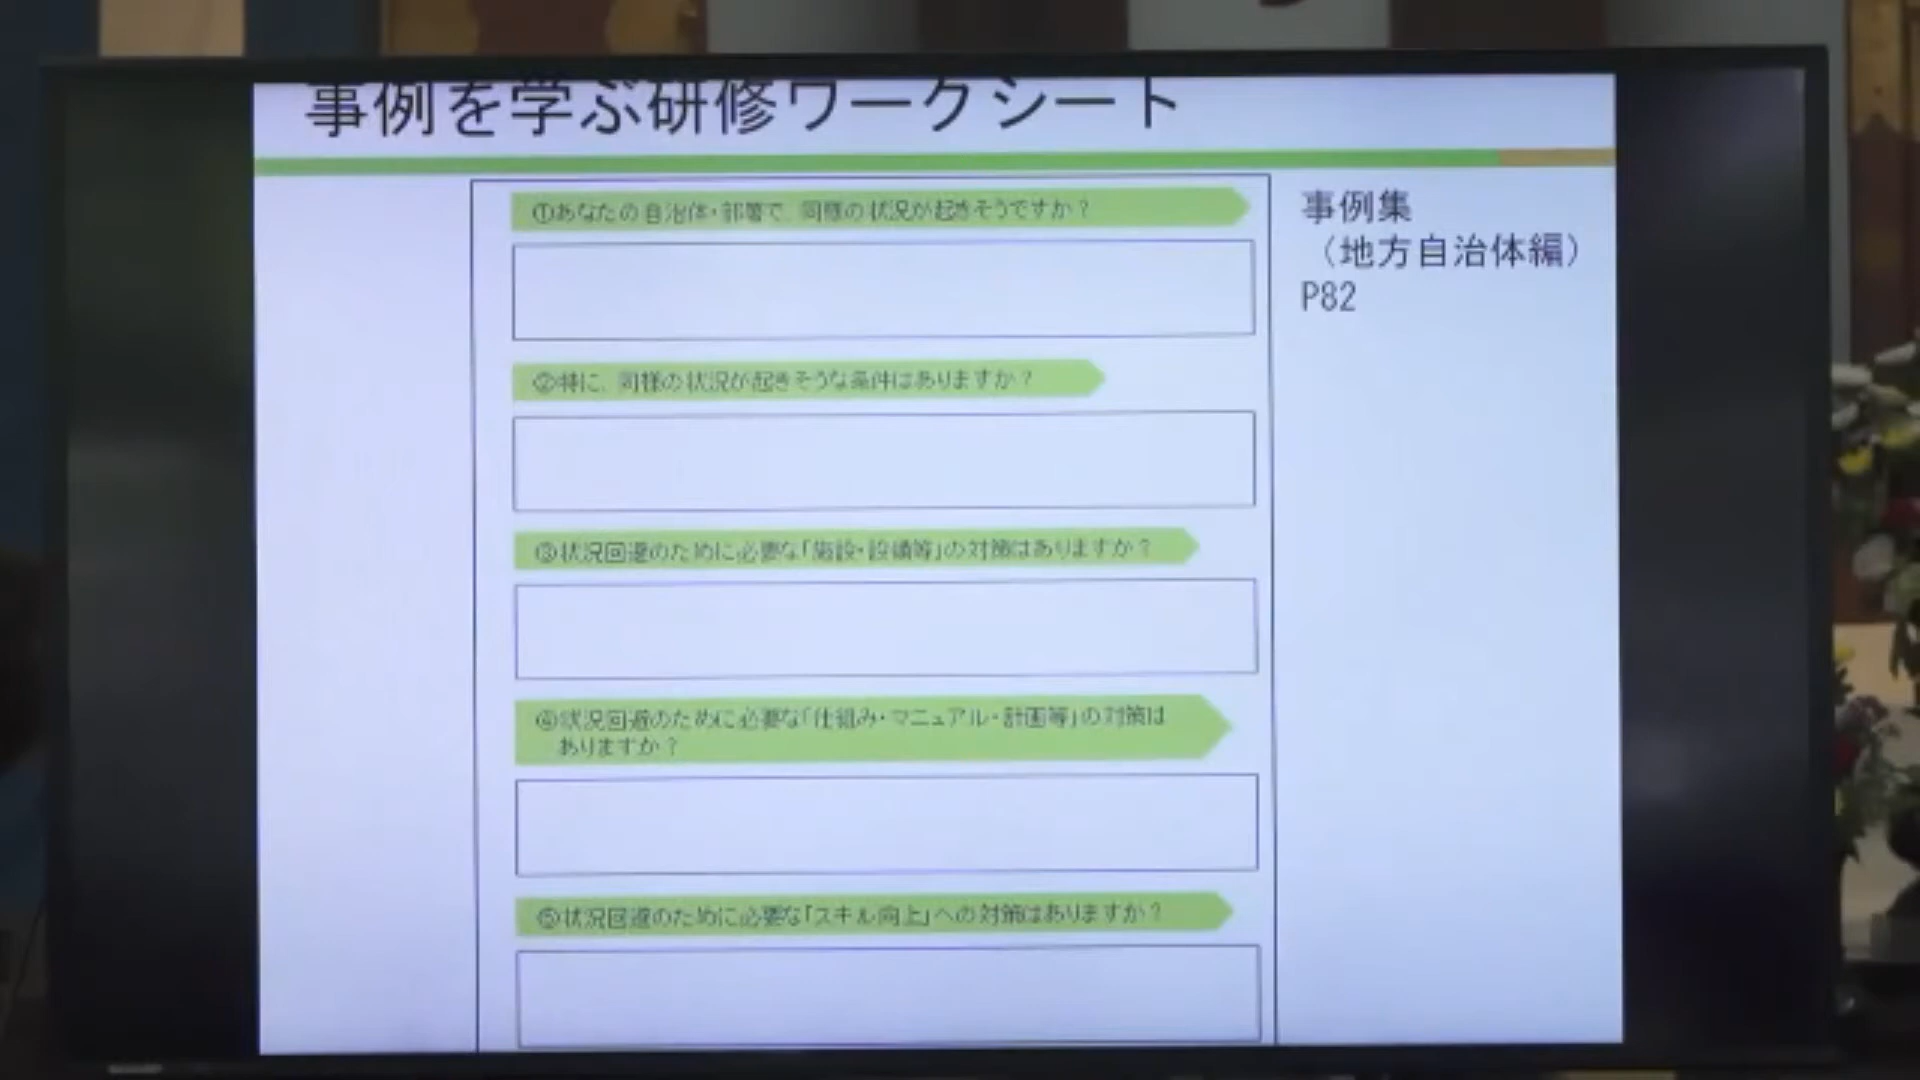 事例を学ぶ研修ワークシート
①あなたの自治体・部署で、同様の状況が起きそうですか？
事例集
（地方自治体編）
P82
②特に、同様の状況が起きそうな条件はありますか？
③状況回避のために必要な「施設・設備等」の対策はありますか？
④状況回避のために必要な「仕組み・マニュアル・計画等」の対策は
ありますか？
⑤状況回避のために必要な「スキル向上」への対策はありますか？